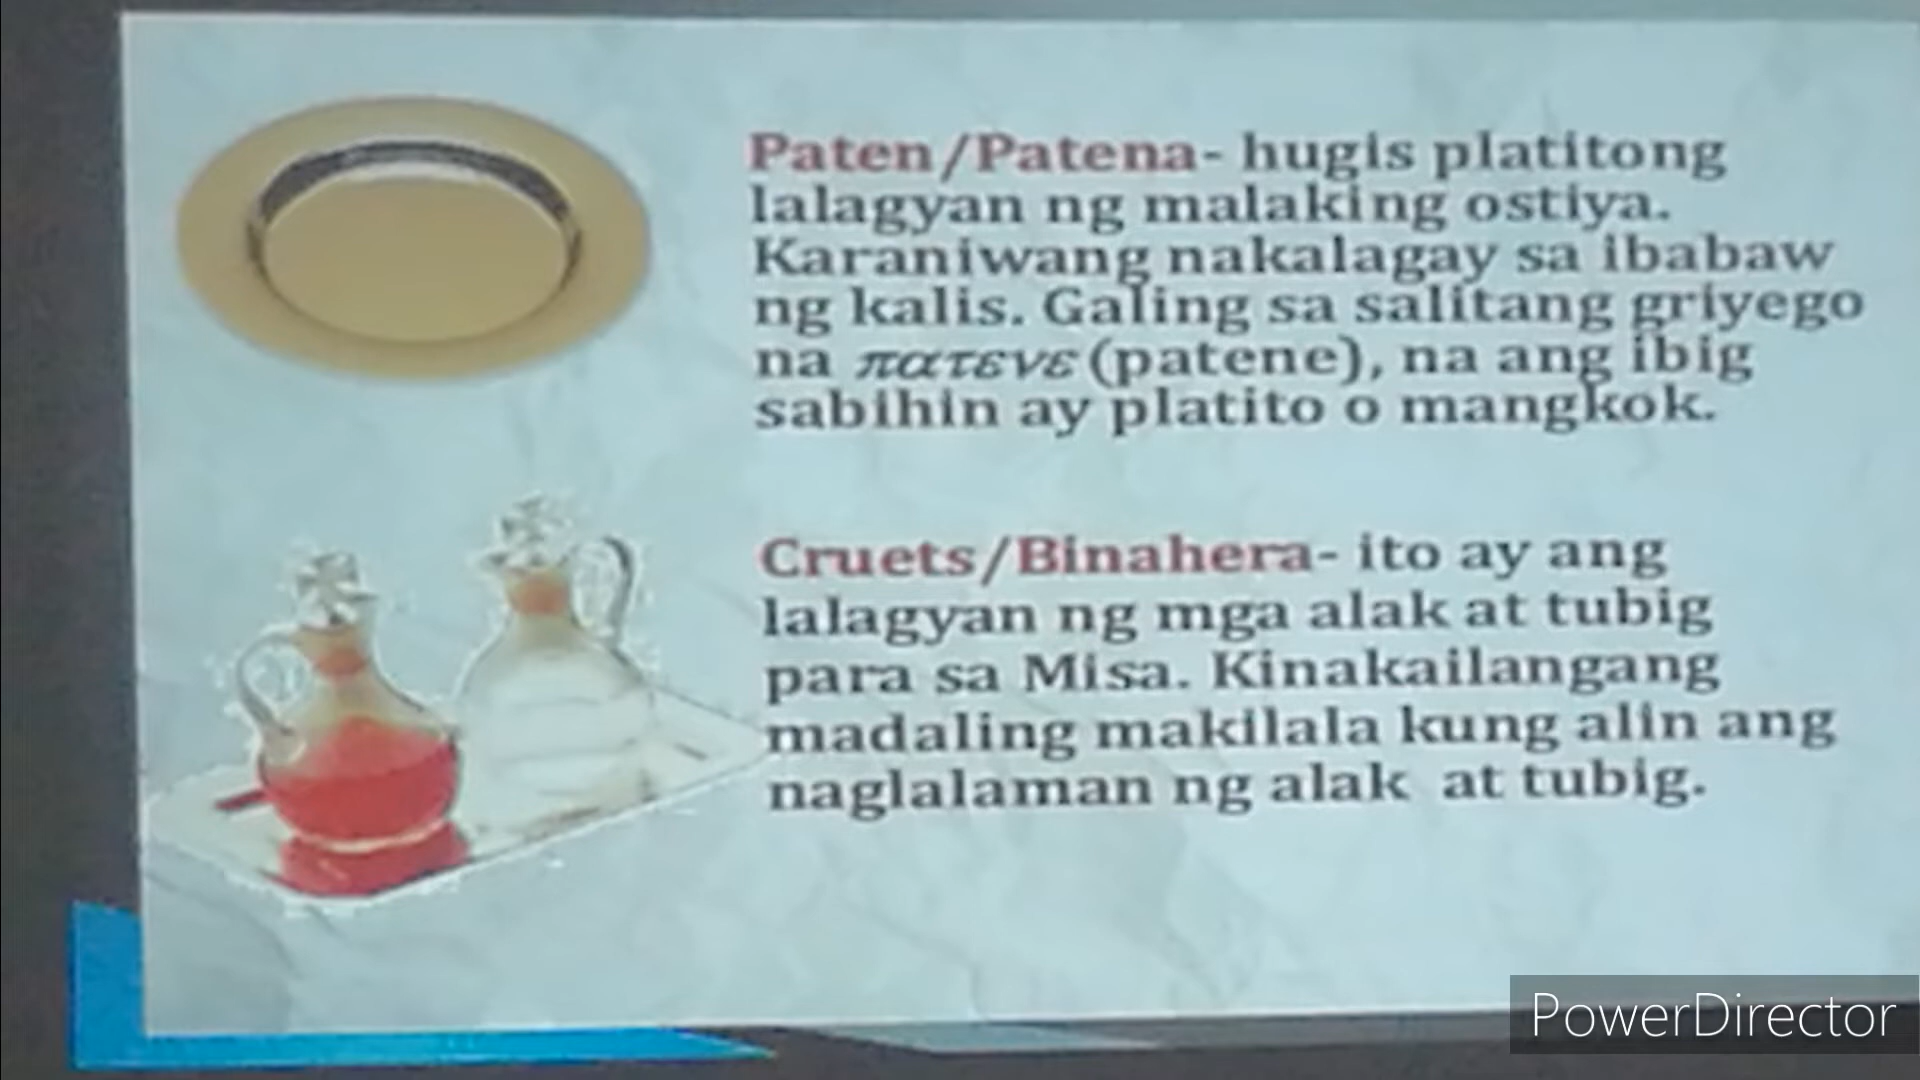 Paten/Patena- hugis platitong
lalagyan ng malaking ostiya.
Karaniwang nakalagay sa ibabaw
ng kalis. Galing sa salitang griyego
na πατενε (patene), na ang ibig
sabihin ay platito o mangkok.
Cruets/Binahera- ito ay ang
lalagyan ng mga alak at tubig
para sa Misa. Kinakailangang
madaling makilala kung alin ang
naglalaman ng alak at tubig.
PowerDirector